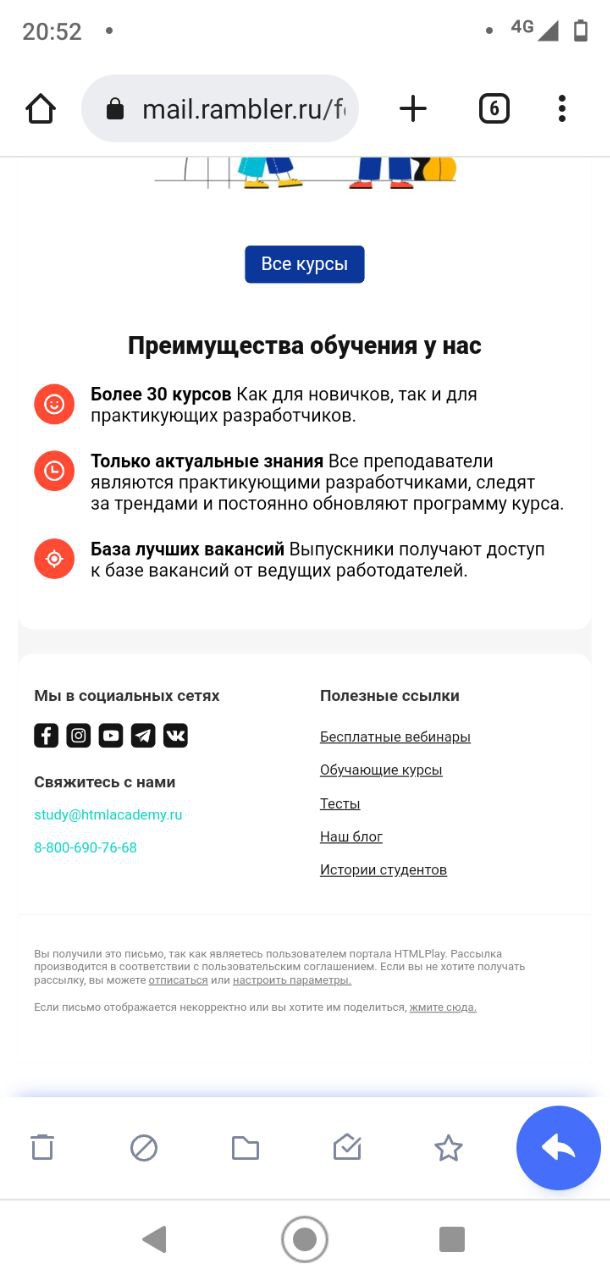 20:52
4G
mail.rambler.ru/f
6
Все курсы
Преимущества обучения у нас
Более 30 курсов Как для новичков, так и для
практикующих разработчиков.
Только актуальные знания Все преподаватели
являются практикующими разработчиками, следят
за трендами и постоянно обновляют программу курса.
База лучших вакансий Выпускники получают доступ
к базе вакансий от ведущих работодателей.
Мы в социальных сетях
Свяжитесь с нами
study@htmlacademy.ru
8-800-690-76-68
Полезные ссылки
Бесплатные вебинары
Обучающие курсы
Тесты
Наш блог
Истории студентов
Вы получили это письмо, так как являетесь пользователем портала HTMLPlay. Рассылка
производится в соответствии с пользовательским соглашением. Если вы не хотите получать
рассылку, вы можете отписаться или настроить параметры.
Если письмо отображается некорректно или вы хотите им поделиться, жмите сюда.